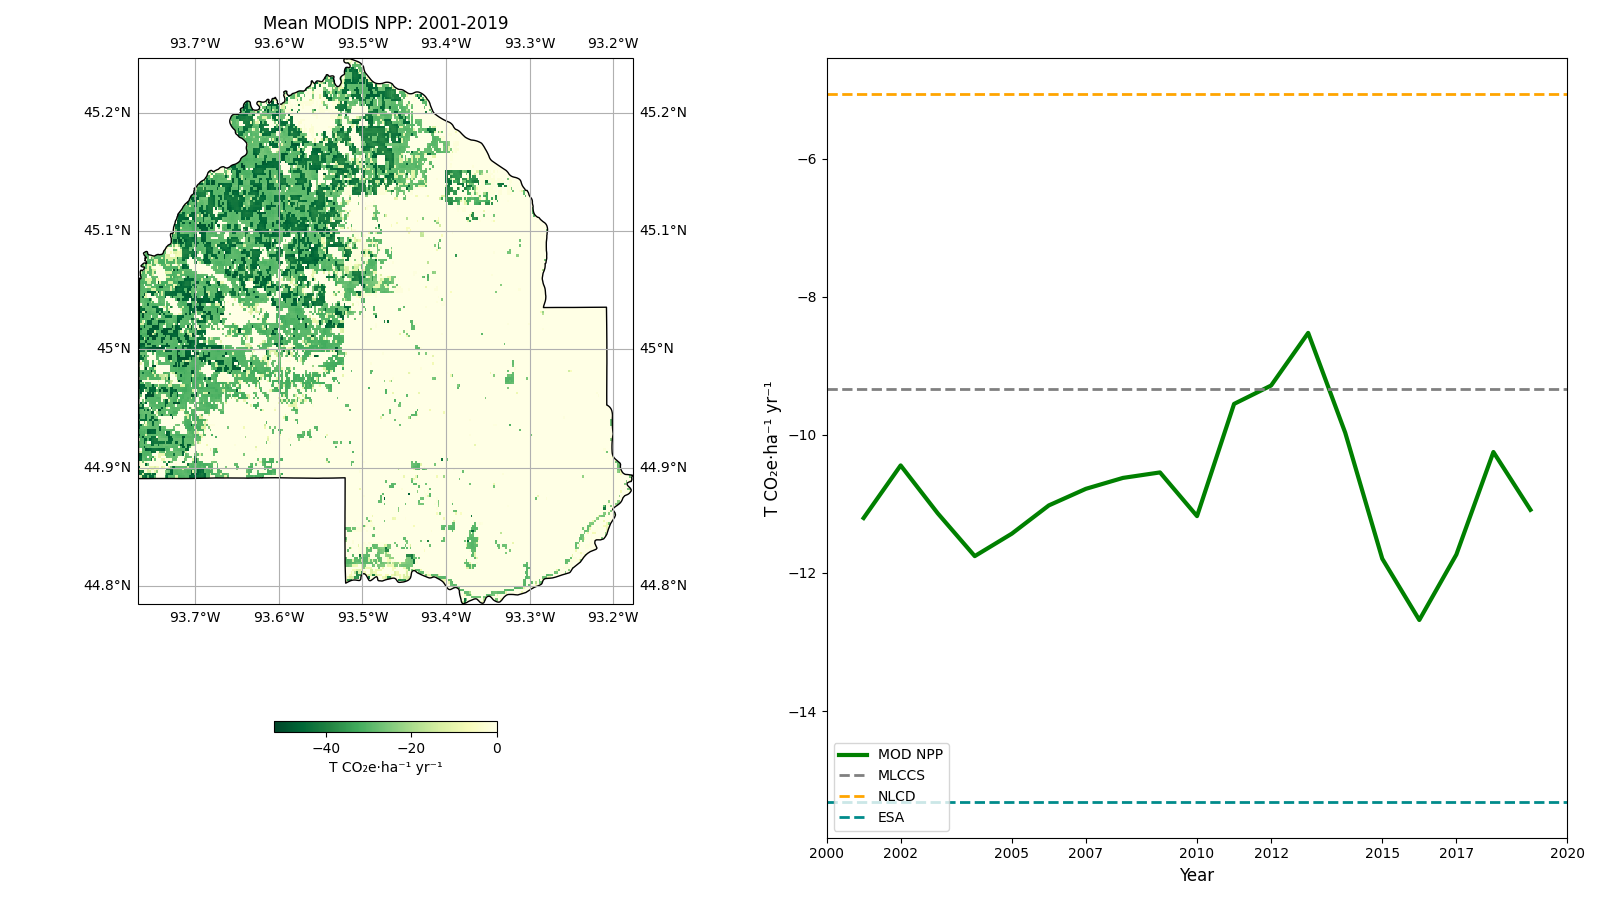 Mean MODIS NPP: 2001-2019
93.7°W 93.6°W 93.5°W 93.4°W 93.3°W 93.2°W
45.2°N 45.2°N
45.1°N 45.1°N
45°N 45°N
44.9°N 44.9°N
44.8°N 44.8°N
93.7°W 93.6°W 93.5°W 93.4°W 93.3°W 93.2°W
−40 −20 0
T CO₂e·ha⁻¹ yr⁻¹
T CO₂e·ha⁻¹ yr⁻¹
−6
−8
−10
−12
−14
MOD NPP
MLCCS
NLCD
ESA
2000 2002 2005 2007 2010 2012 2015 2017 2020
Year